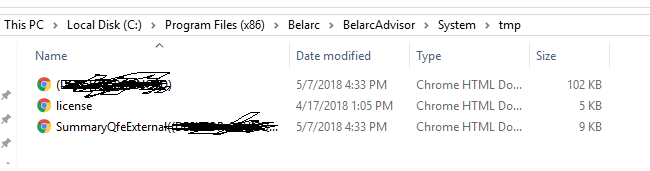 This PC > Local Disk (C:) > Program Files (x86) > Belarc > BelarcAdvisor > System > tmp
Name Date modified Type Size
( 5/7/2018 4:33 PM Chrome HTML Do... 102 KB
license 4/17/2018 1:05 PM Chrome HTML Do... 5 KB
SummaryQfeExternal(( ... 5/7/2018 4:33 PM Chrome HTML Do... 9 KB